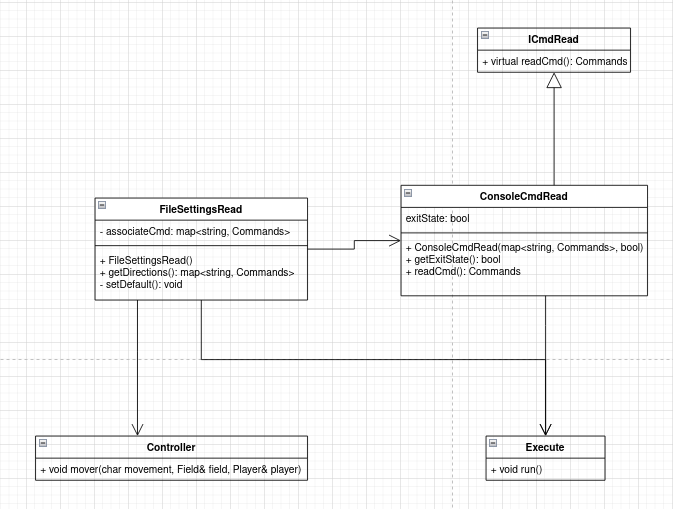 ICmdRead
+ virtual readCmd(): Commands
ConsoleCmdRead
exitState: bool
+ ConsoleCmdRead(map<string, Commands>, bool)
+ getExitState(): bool
+ readCmd(): Commands
FileSettingsRead
- associateCmd: map<string, Commands>
+ FileSettingsRead()
+ getDirections(): map<string, Commands>
- setDefault(): void
Controller
+ void mover(char movement, Field& field, Player& player)
Execute
+ void run()